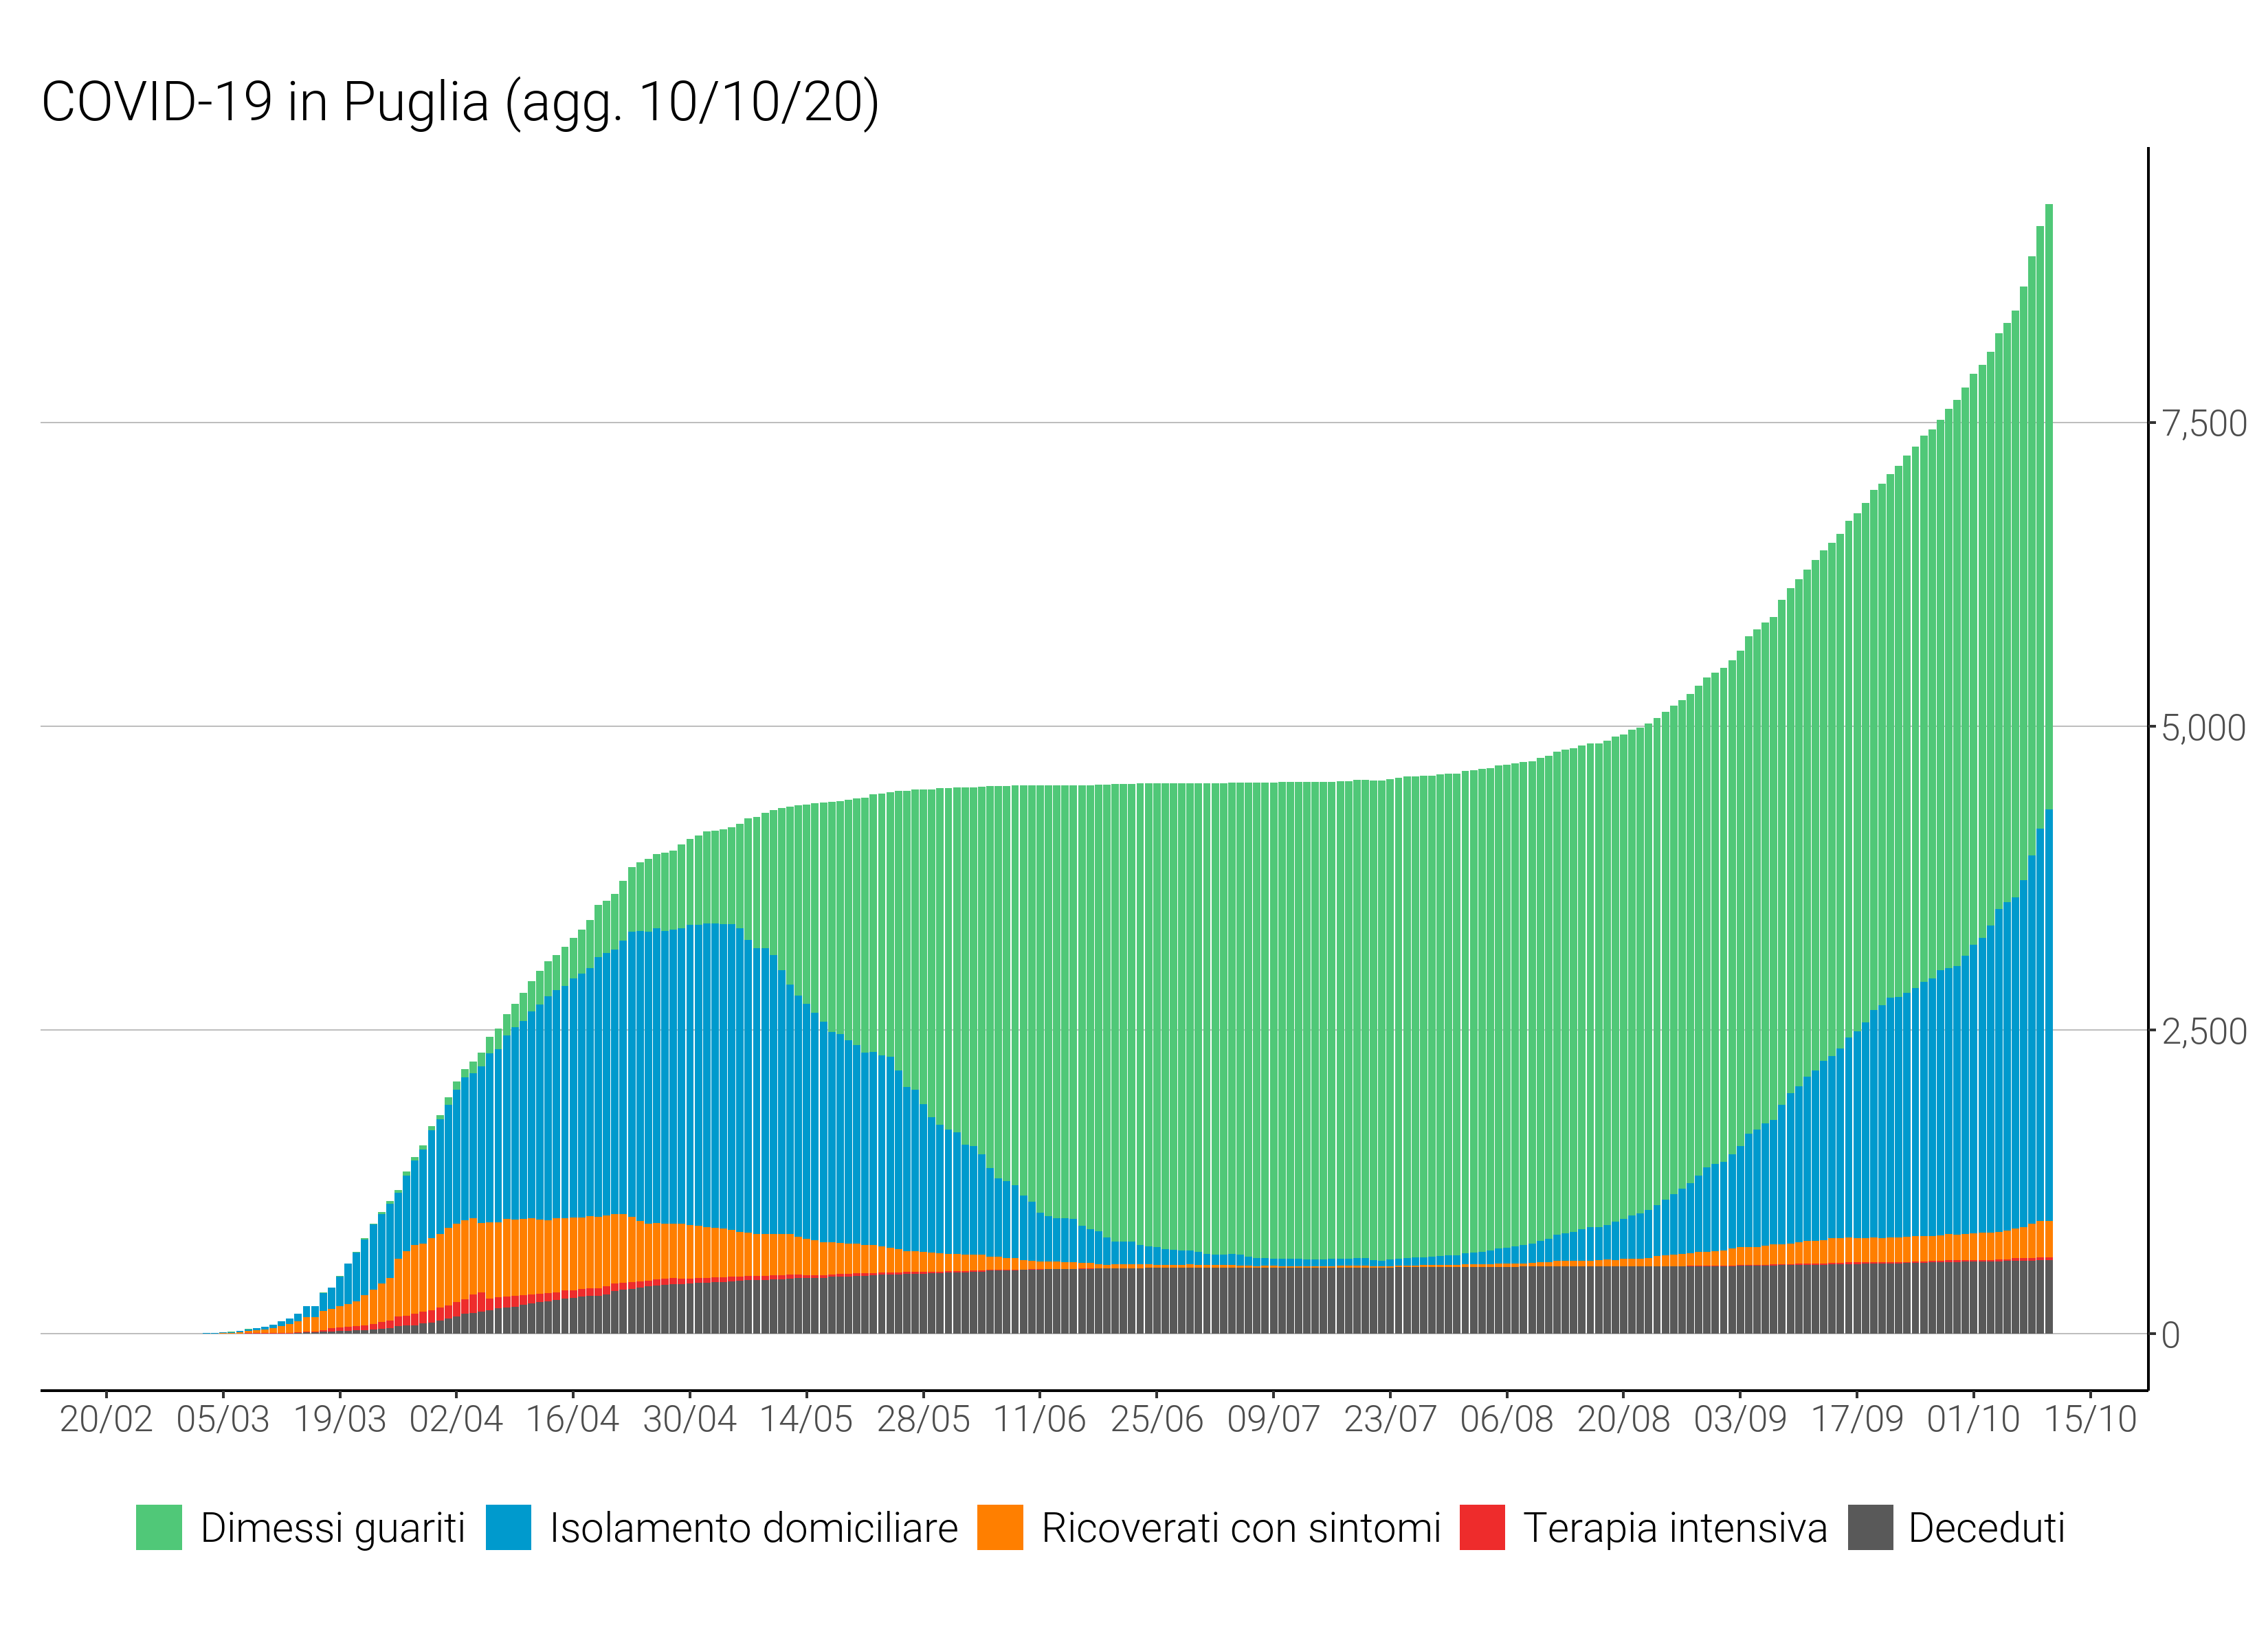 COVID-19 in Puglia (agg. 10/10/20)
7,500
5,000
2,500
0
20/02 05/03 19/03 02/04 16/04 30/04 14/05 28/05 11/06 25/06 09/07 23/07 06/08 20/08 03/09 17/09 01/10 15/10
Dimessi guariti Isolamento domiciliare Ricoverati con sintomi Terapia intensiva Deceduti